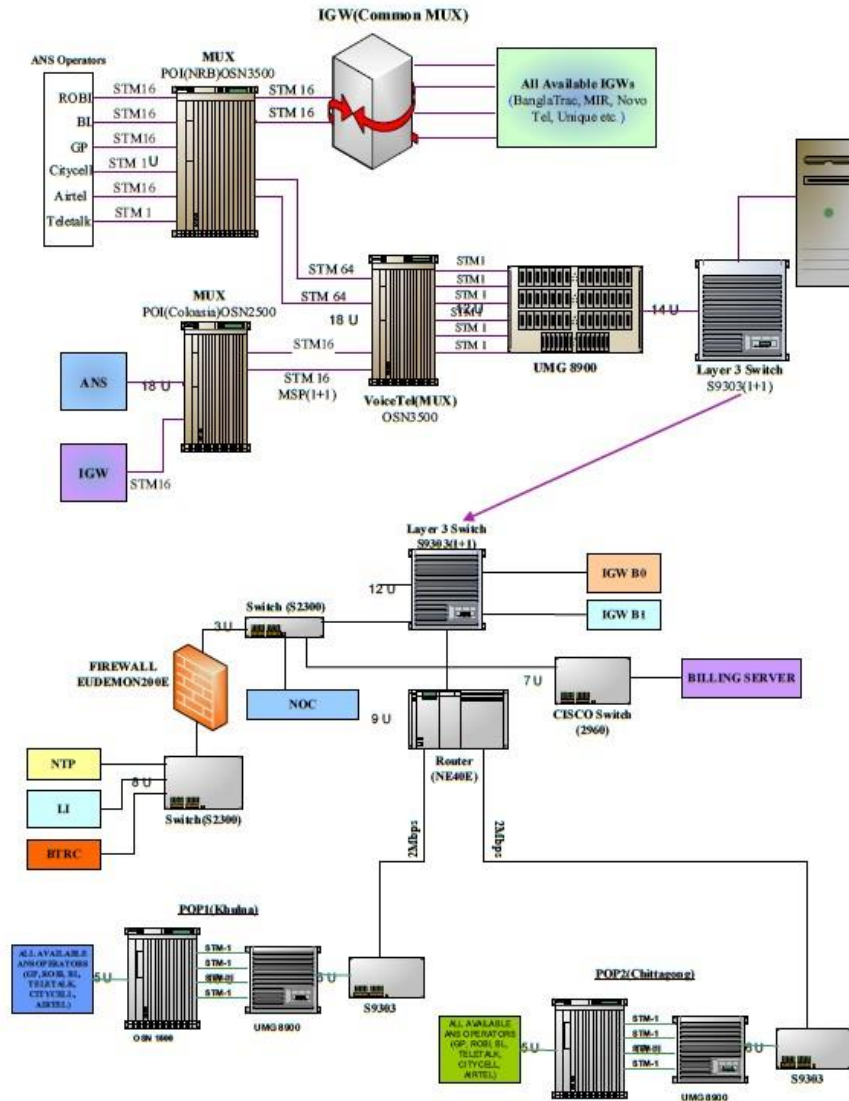 IGW(Common MUX)
MUX
POI(NRB)OSN3500
ANS Operators
ROBI
BI
GP
Citycell
Airtel
Teletalk
STM16
STM16
STM16
STM 1
U
STM16
STM 1
STM 16
STM 16
All Available IGWs
(BanglaTrac, MIR, Novo
Tel, Unique etc.)
STM 64
STM 64
18 U
STM1
STM1
STM 1
12 U
STM 1
STM 1
UMG 8900
14 U
Layer 3 Switch
S9303(1+1)
MUX
POI(Coloasia)OSN2500
STM16
STM 16
MSP(1+1)
VoiceTel(MUX)
OSN3500
ANS
18 U
IGW
STM16
Layer 3 Switch
S9303(1+1)
12 U
IGW B0
IGW B1
Switch (S2300)
3 U
FIREWALL
EUDEMON200E
NOC
7 U
CISCO Switch
(2960)
BILLING SERVER
9 U
Router
(NE40E)
NTP
LI
BTRC
8 U
Switch(S2300)
2Mbps
2Mbps
POP1(Khulna)
ALL AVAILABLE
ANS OPERATORS
(GP, ROBI, BL,
TELETALK,
CITYCELL,
AIRTEL)
5 U
STM-1
STM-1
STM-1
OSN 1500
UMG 8900
6 U
S9303
POP2(Chittagong)
ALL AVAILABLE
ANS OPERATORS
(GP, ROBI, BL,
TELETALK,
CITYCELL,
AIRTEL)
5 U
STM-1
STM-1
STM-1
UMG8900
6 U
S9303